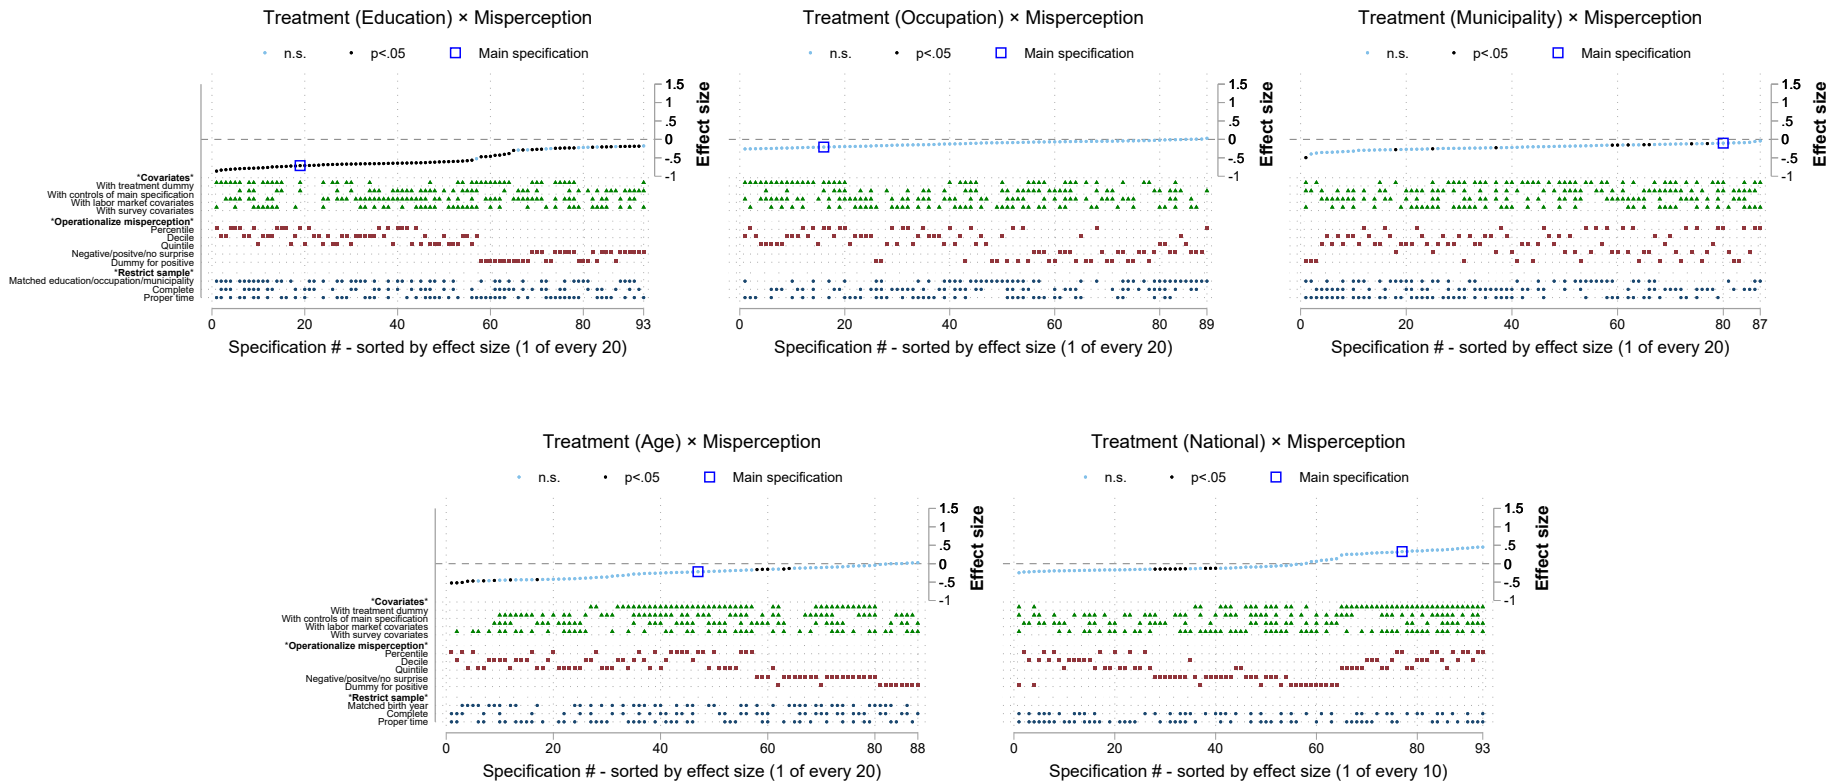 Treatment (Education) × Misperception
n.s.
p<.05
Main specification
1.5
1
.5
0
-.5
-1
Effect size
*Covariates*
With treatment dummy
With controls of main specification
With labor market covariates
With survey covariates
*Operationalize misperception*
Percentile
Decile
Quintile
Negative/positve/no surprise
Dummy for positive
*Restrict sample*
Matched education/occupation/municipality
Complete
Proper time
0
20
40
60
80
93
Specification # - sorted by effect size (1 of every 20)
Treatment (Occupation) × Misperception
n.s.
p<.05
Main specification
1.5
1
.5
0
-.5
-1
Effect size
0
20
40
60
80
89
Specification # - sorted by effect size (1 of every 20)
Treatment (Municipality) × Misperception
n.s.
p<.05
Main specification
1.5
1
.5
0
-.5
-1
Effect size
0
20
40
60
80
87
Specification # - sorted by effect size (1 of every 20)
Treatment (Age) × Misperception
n.s.
p<.05
Main specification
1.5
1
.5
0
-.5
-1
Effect size
*Covariates*
With treatment dummy
With controls of main specification
With labor market covariates
With survey covariates
*Operationalize misperception*
Percentile
Decile
Quintile
Negative/positve/no surprise
Dummy for positive
*Restrict sample*
Matched birth year
Complete
Proper time
0
20
40
60
80
88
Specification # - sorted by effect size (1 of every 20)
Treatment (National) × Misperception
n.s.
p<.05
Main specification
1.5
1
.5
0
-.5
-1
Effect size
0
20
40
60
80
93
Specification # - sorted by effect size (1 of every 10)